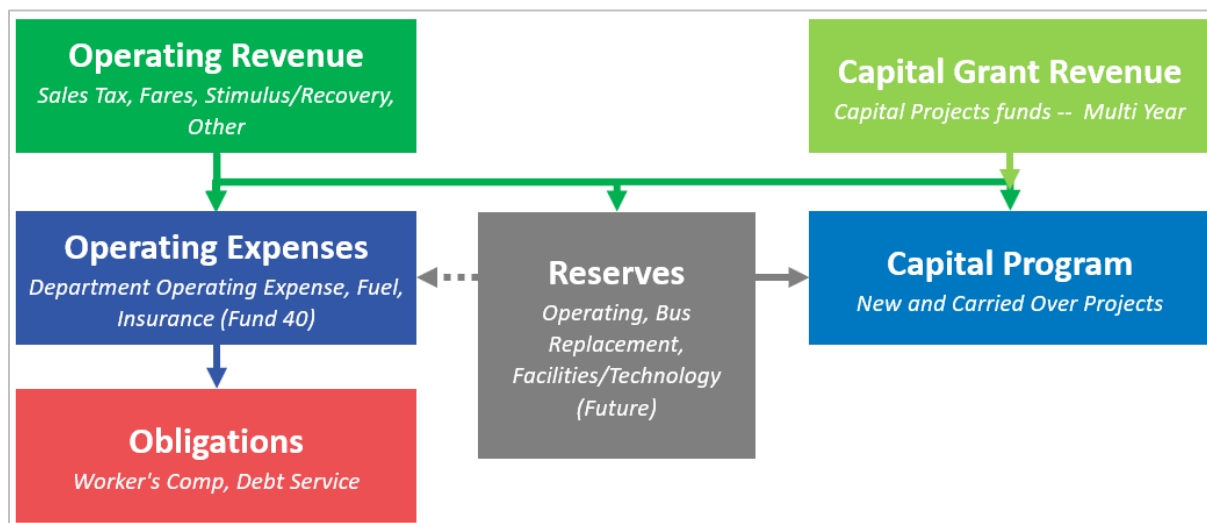 Operating Revenue
Sales Tax, Fares, Stimulus/Recovery,
Other
Capital Grant Revenue
Capital Projects funds -- Multi Year
Operating Expenses
Department Operating Expense, Fuel,
Insurance (Fund 40)
Reserves
Operating, Bus
Replacement,
Facilities/Technology
(Future)
Capital Program
New and Carried Over Projects
Obligations
Worker's Comp, Debt Service